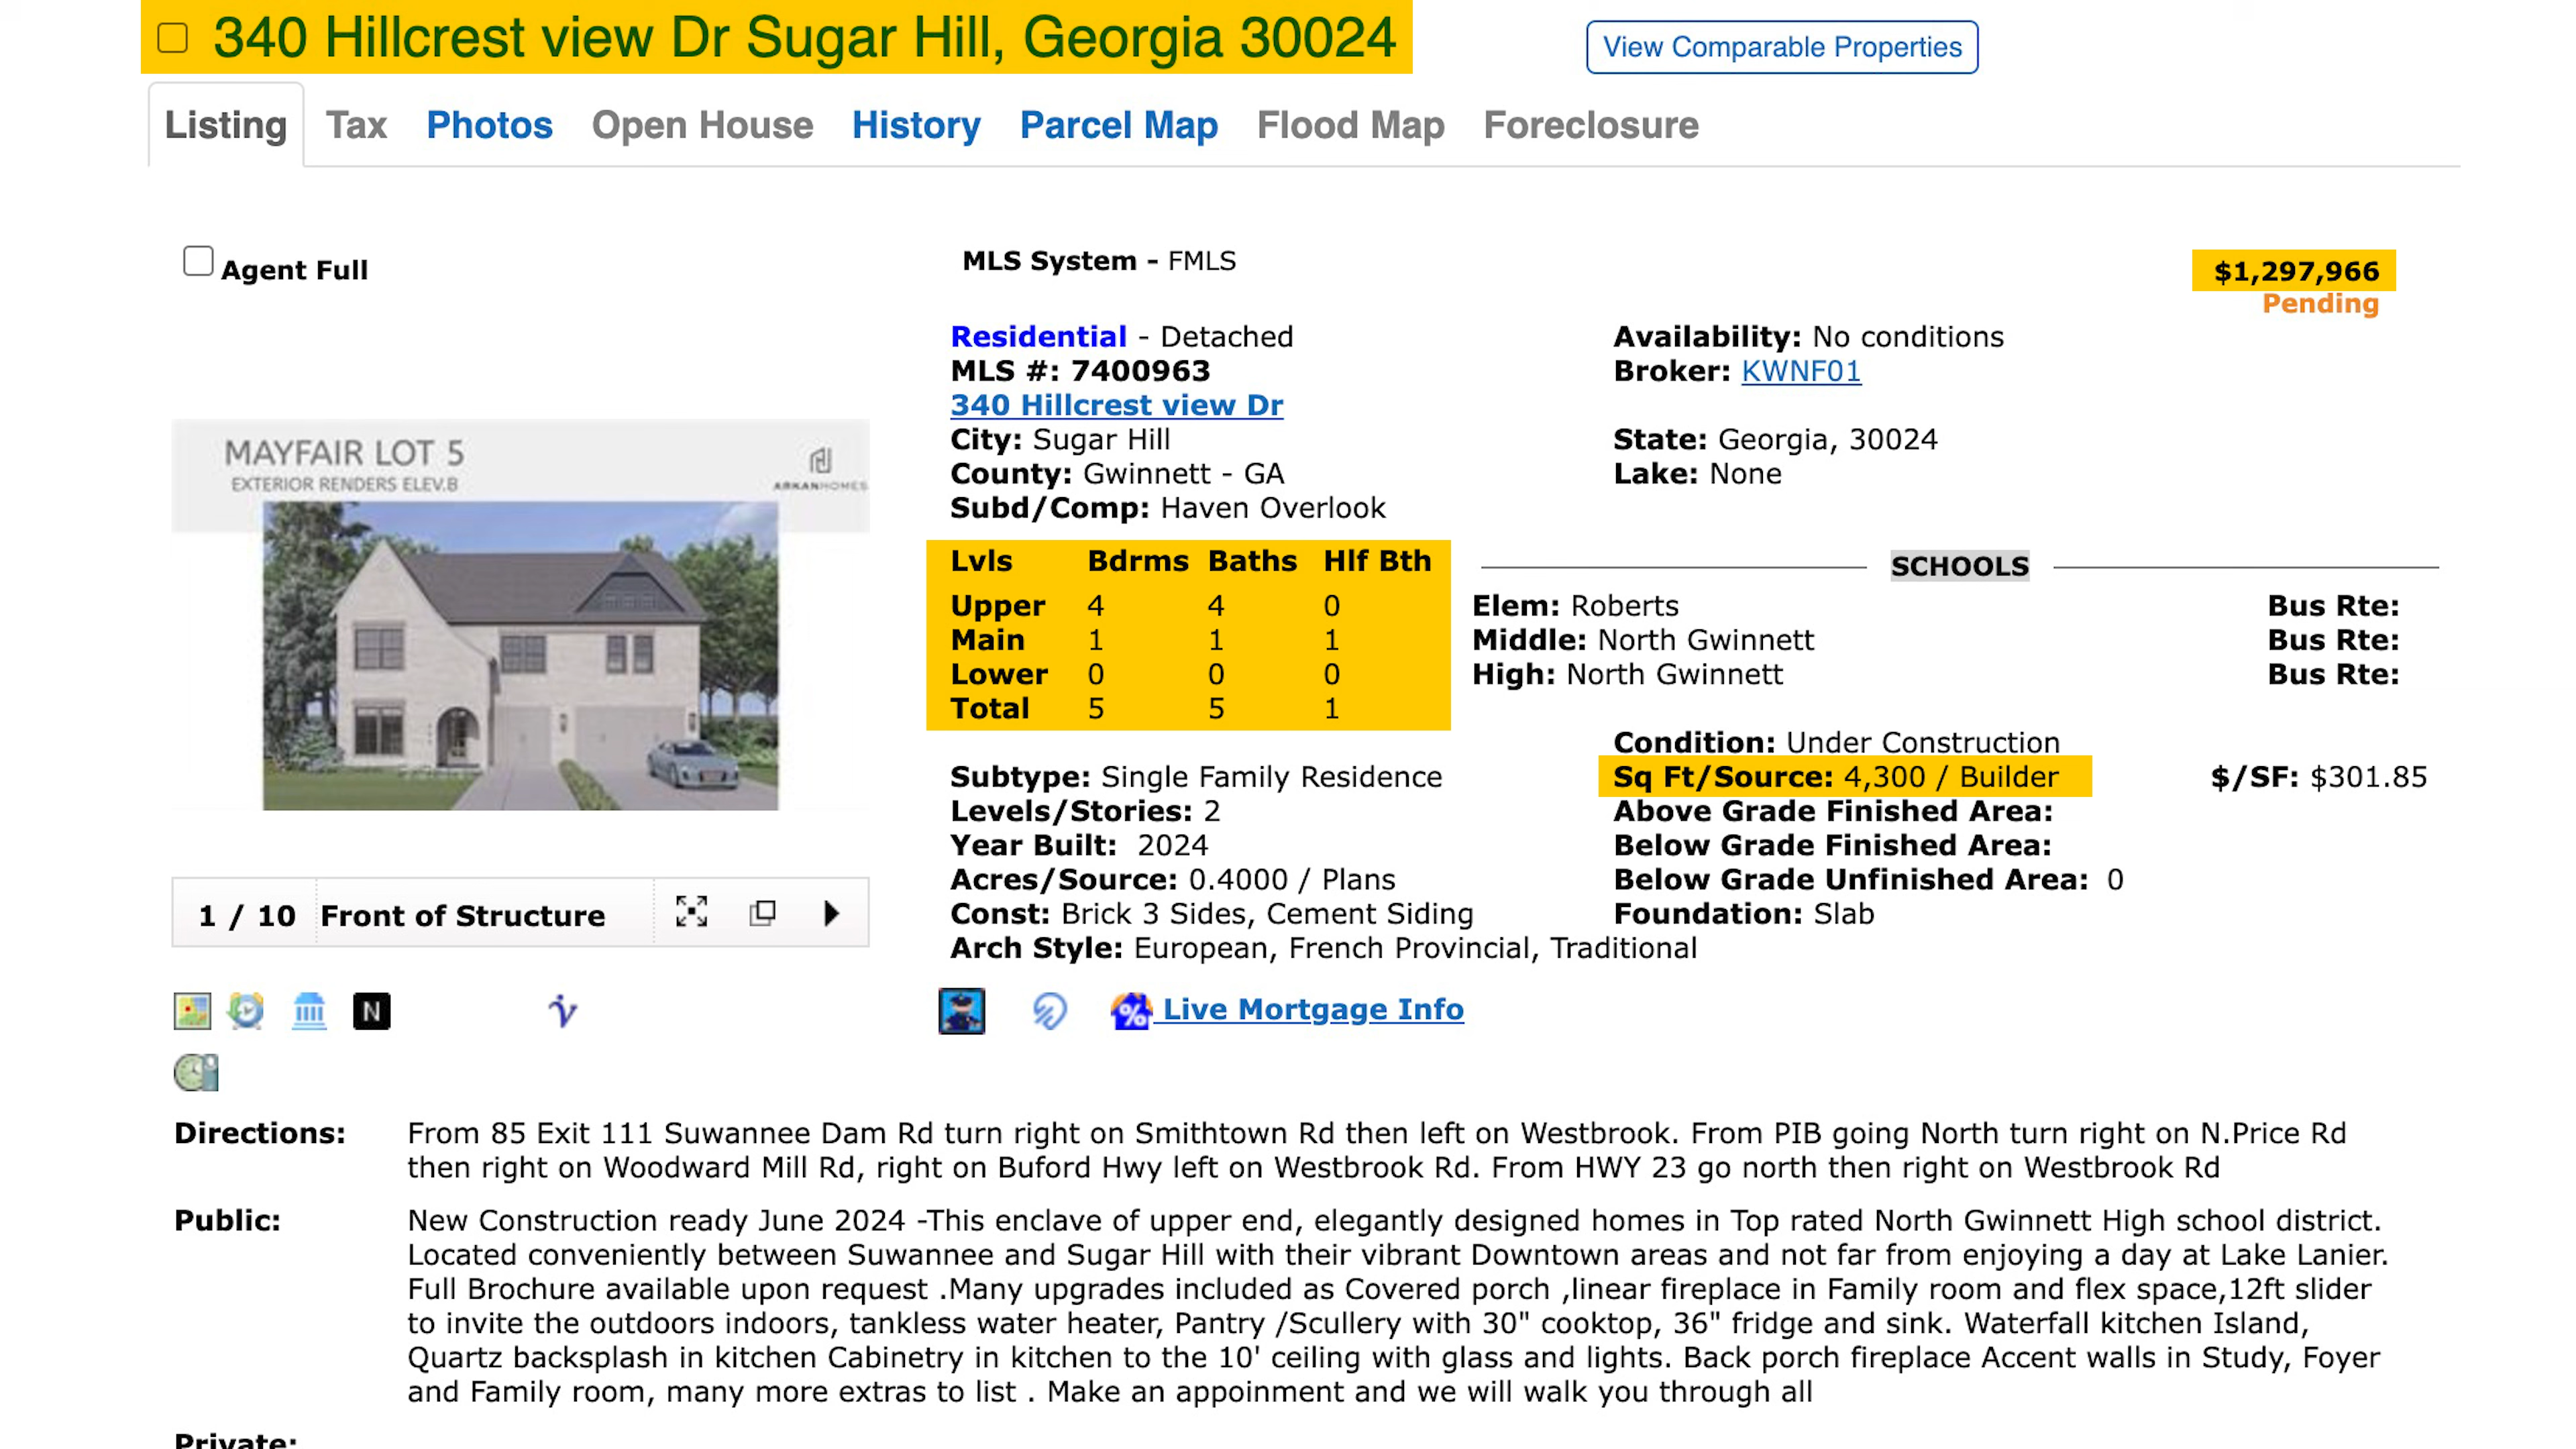 340 Hillcrest view Dr Sugar Hill, Georgia 30024
View Comparable Properties
Listing Tax Photos Open House History Parcel Map Flood Map Foreclosure
Agent Full
MLS System - FMLS
$1,297,966
Pending
MAYFAIR LOT 5
EXTERIOR RENDERS ELEV.B
ARKANHOMES
Residential - Detached
Availability: No conditions
MLS #: 7400963
Broker: KWNF01
340 Hillcrest view Dr
City: Sugar Hill
State: Georgia, 30024
County: Gwinnett - GA
Lake: None
Subd/Comp: Haven Overlook
Lvls Bdrms Baths Hlf Bth
Upper 4 4 0
Main 1 1 1
Lower 0 0 0
Total 5 5 1
SCHOOLS
Elem: Roberts Bus Rte:
Middle: North Gwinnett Bus Rte:
High: North Gwinnett Bus Rte:
Condition: Under Construction
Subtype: Single Family Residence
Sq Ft/Source: 4,300 / Builder
$/SF: $301.85
Levels/Stories: 2
Above Grade Finished Area:
Year Built: 2024
Below Grade Finished Area:
Acres/Source: 0.4000 / Plans
Below Grade Unfinished Area: 0
Const: Brick 3 Sides, Cement Siding
Foundation: Slab
Arch Style: European, French Provincial, Traditional
1 / 10 Front of Structure
N
% Live Mortgage Info
Directions: From 85 Exit 111 Suwannee Dam Rd turn right on Smithtown Rd then left on Westbrook. From PIB going North turn right on N.Price Rd
then right on Woodward Mill Rd, right on Buford Hwy left on Westbrook Rd. From HWY 23 go north then right on Westbrook Rd
Public: New Construction ready June 2024 -This enclave of upper end, elegantly designed homes in Top rated North Gwinnett High school district.
Located conveniently between Suwannee and Sugar Hill with their vibrant Downtown areas and not far from enjoying a day at Lake Lanier.
Full Brochure available upon request .Many upgrades included as Covered porch ,linear fireplace in Family room and flex space,12ft slider
to invite the outdoors indoors, tankless water heater, Pantry /Scullery with 30" cooktop, 36" fridge and sink. Waterfall kitchen Island,
Quartz backsplash in kitchen Cabinetry in kitchen to the 10' ceiling with glass and lights. Back porch fireplace Accent walls in Study, Foyer
and Family room, many more extras to list . Make an appoinment and we will walk you through all
Private: